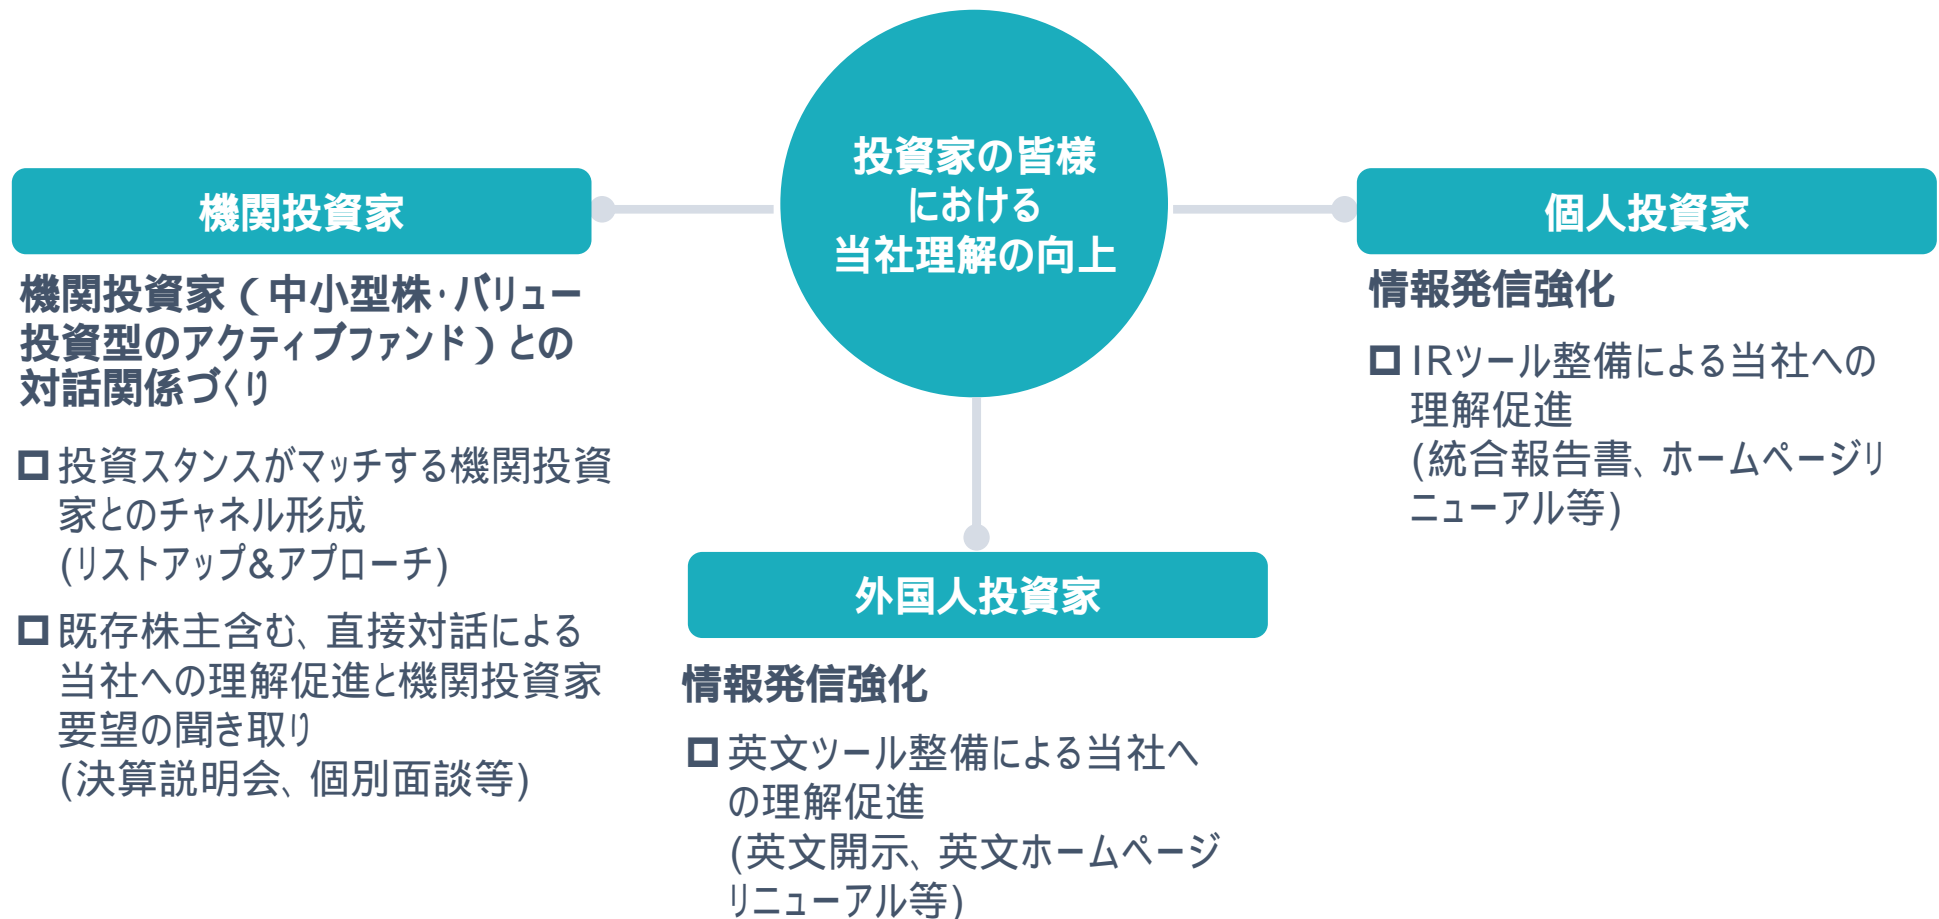 投資家の皆様
における
当社理解の向上
機関投資家
機関投資家(中小型株・バリュー
投資型のアクティブファンド)との
対話関係づくり
投資スタンスがマッチする機関投資
家とのチャネル形成
(リストアップ&アプローチ)
既存株主含む、直接対話による
当社への理解促進と機関投資家
要望の聞き取り
(決算説明会、個別面談等)
外国人投資家
情報発信強化
英文ツール整備による当社へ
の理解促進
(英文開示、英文ホームページ
リニューアル等)
個人投資家
情報発信強化
IRツール整備による当社への
理解促進
(統合報告書、ホームページリ
ニューアル等)